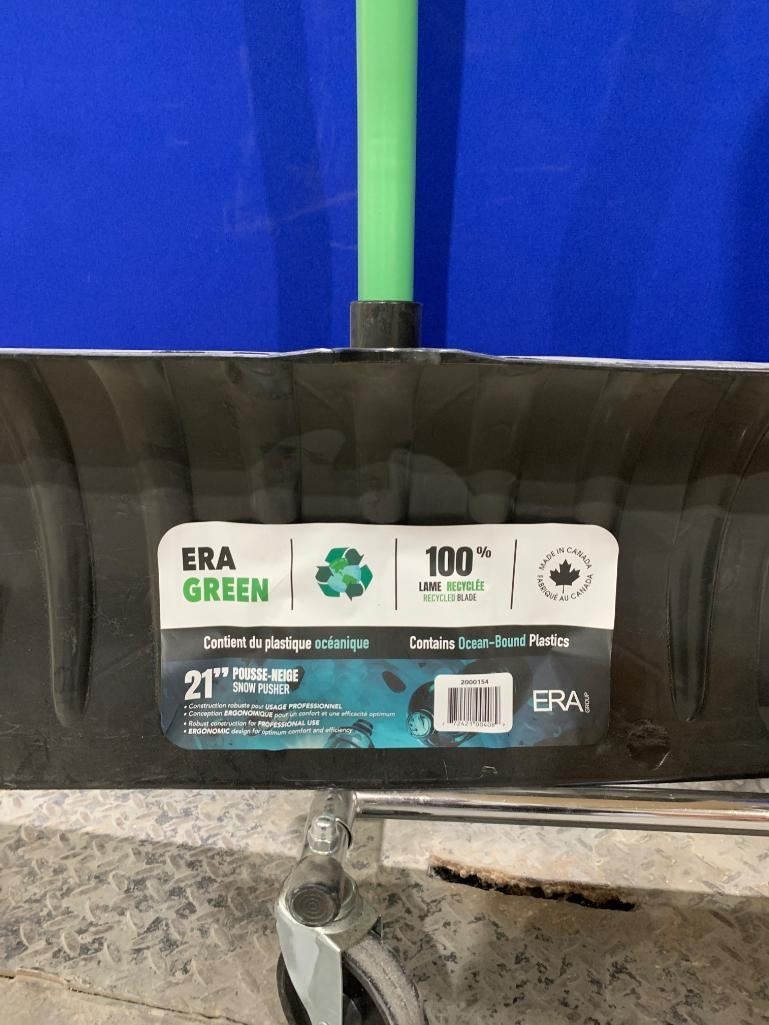 ERA
GREEN
100%
LAME RECYCLÉE
RECYCLED BLADE
MADE IN CANADA
FABRIQUÉ AU CANADA
Contient du plastique océanique
Contains Ocean-Bound Plastics
21”
POUSSE-NEIGE
SNOW PUSHER
• Construction robuste pour USAGE PROFESSIONNEL
• Conception ERGONOMIQUE pour un confort et une efficacité optimum
• Robust construction for PROFESSIONAL USE
• ERGONOMIC design for optimum comfort and efficiency
2000154
ERA
GROUP